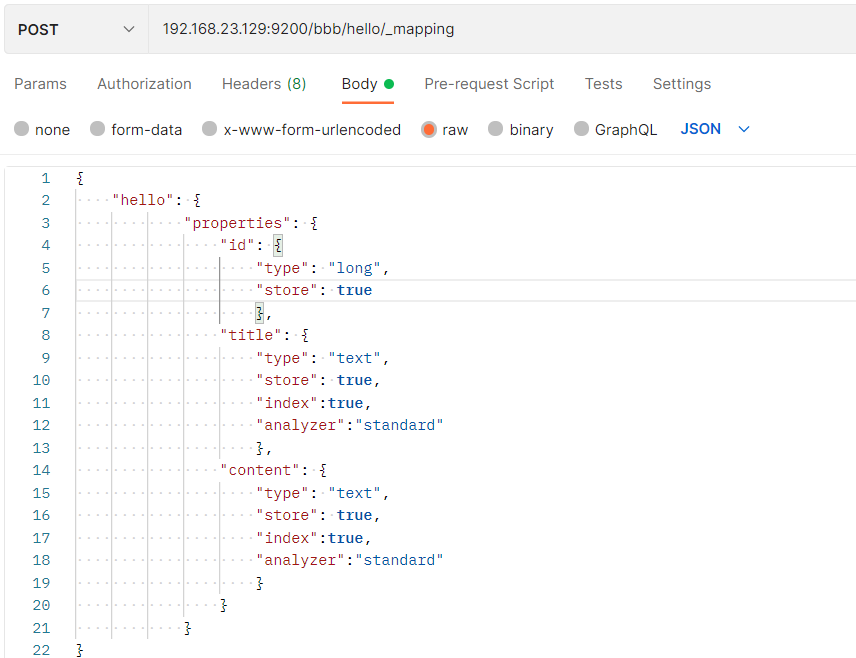 POST 192.168.23.129:9200/bbb/hello/_mapping
Params Authorization Headers (8) Body Pre-request Script Tests Settings
none form-data x-www-form-urlencoded raw binary GraphQL JSON
1 {
2 "hello": {
3 "properties": {
4 "id": {
5 "type": "long",
6 "store": true
7 },
8 "title": {
9 "type": "text",
10 "store": true,
11 "index":true,
12 "analyzer":"standard"
13 },
14 "content": {
15 "type": "text",
16 "store": true,
17 "index":true,
18 "analyzer":"standard"
19 }
20 }
21 }
22 }